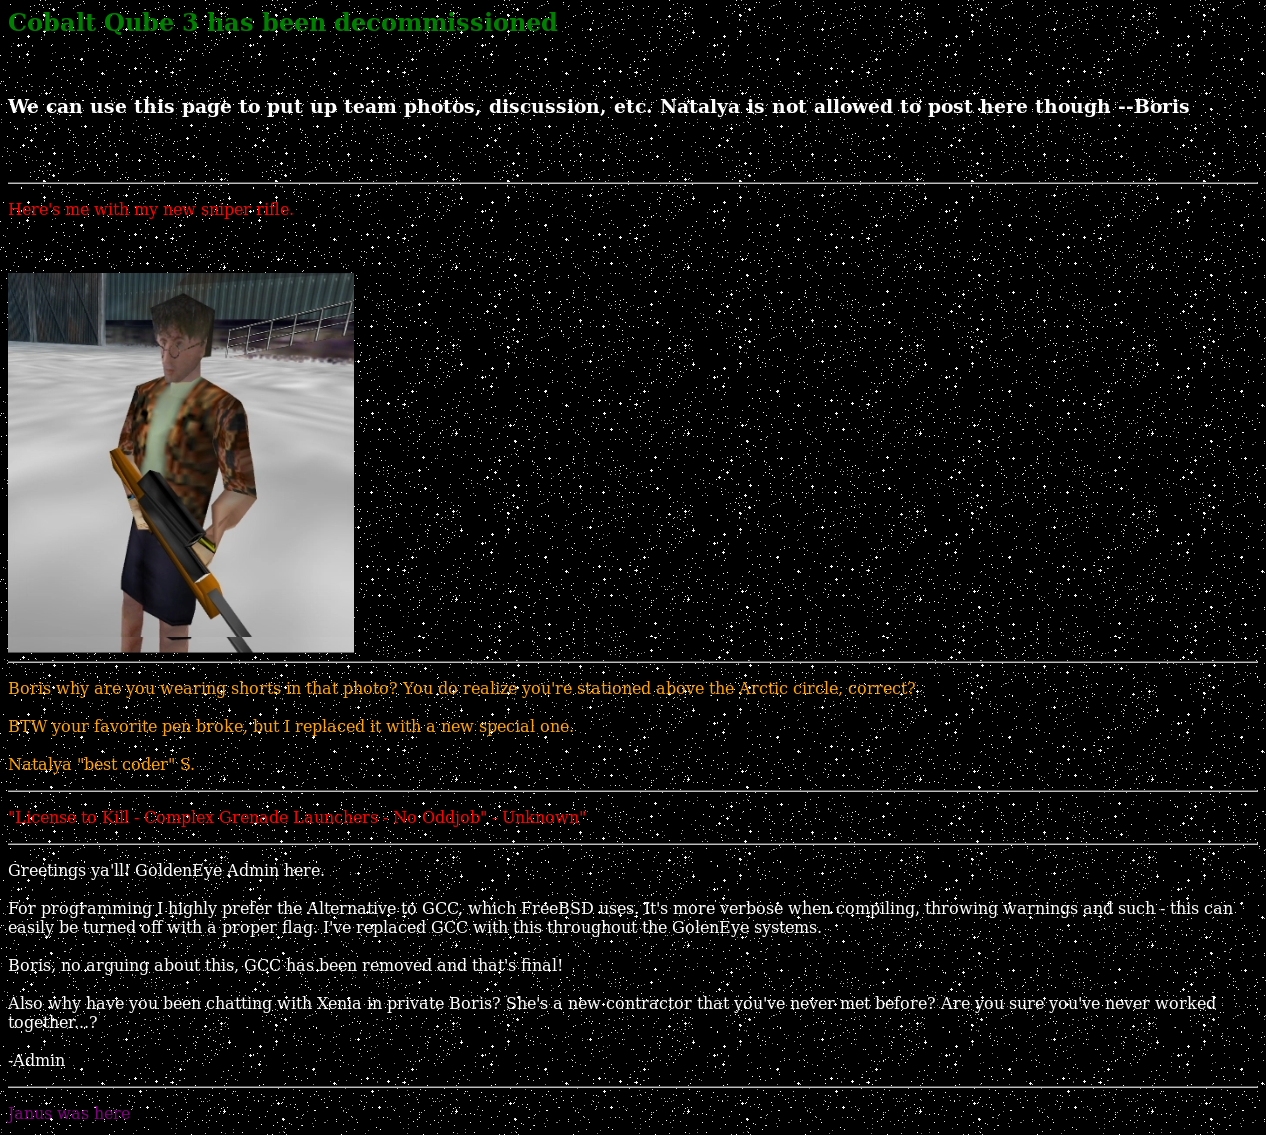 Cobalt Qube 3 has been decommissioned
We can use this page to put up team photos, discussion, etc. Natalya is not allowed to post here though --Boris
Here's me with my new sniper rifle.
Boris why are you wearing shorts in that photo? You do realize you're stationed above the Arctic circle, correct?
BTW your favorite pen broke, but I replaced it with a new special one.
Natalya "best coder" S.
"License to Kill - Complex Grenade Launchers - No Oddjob" - Unknown"
Greetings ya'll! GoldenEye Admin here.
For programming I highly prefer the Alternative to GCC, which FreeBSD uses. It's more verbose when compiling, throwing warnings and such - this can
easily be turned off with a proper flag. I've replaced GCC with this throughout the GolenEye systems.
Boris, no arguing about this, GCC has been removed and that's final!
Also why have you been chatting with Xenia in private Boris? She's a new contractor that you've never met before? Are you sure you've never worked
together...?
-Admin
Janus was here